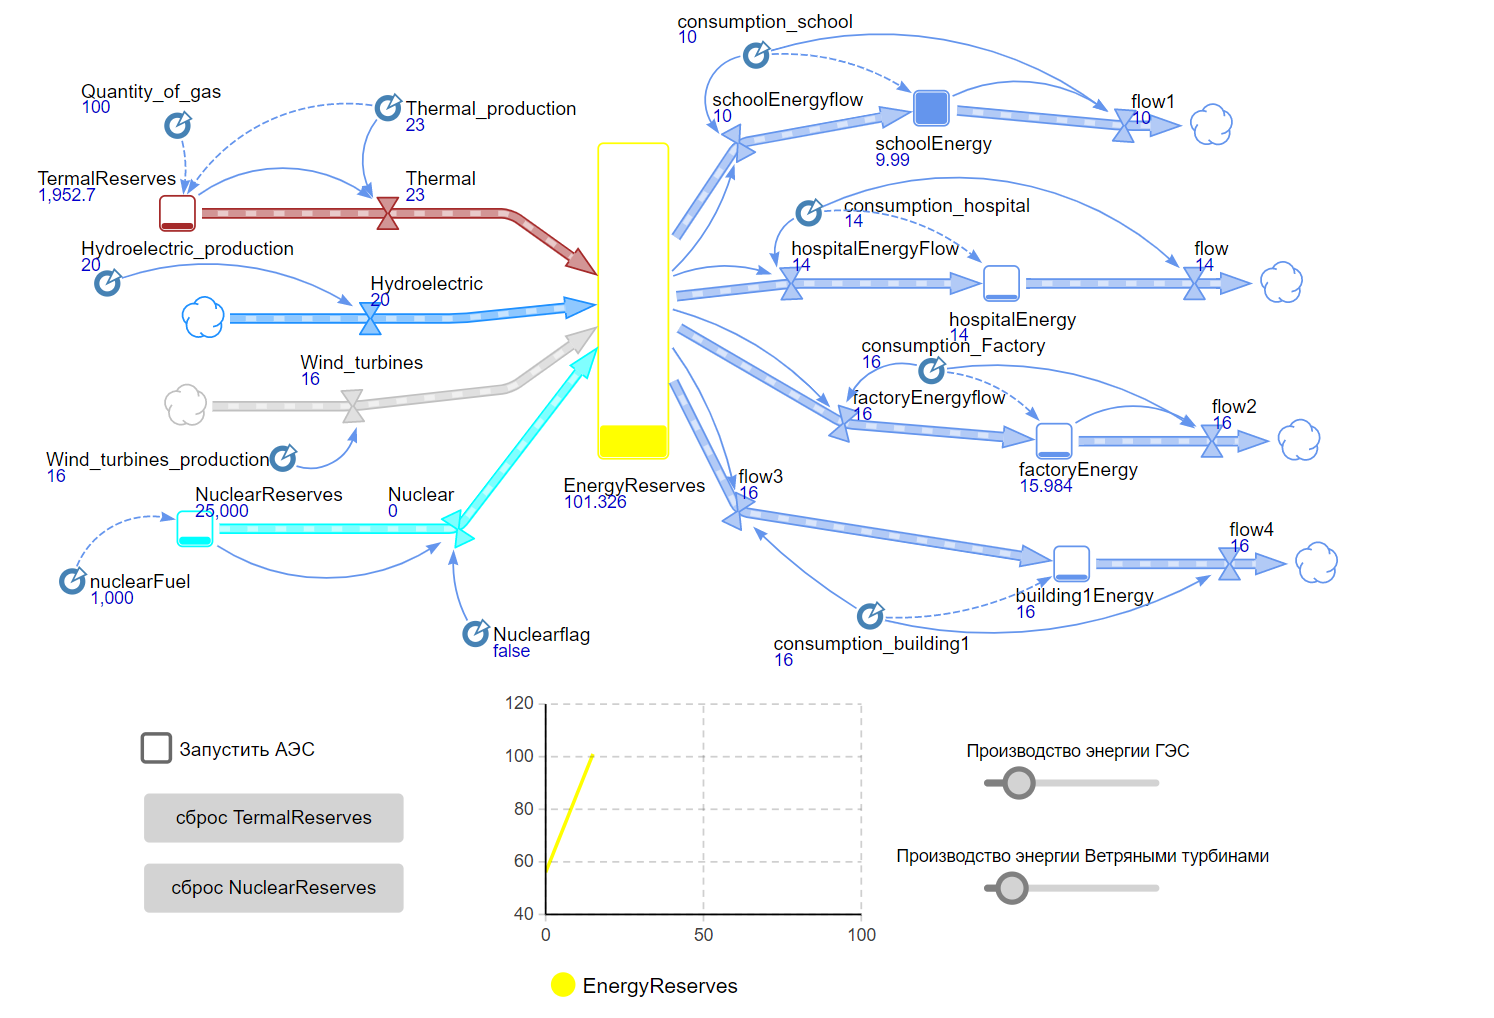 consumption_school
10
Quantity_of_gas
100
Thermal_production
23
schoolEnergyflow
10
flow1
10
schoolEnergy
9.99
TermalReserves
1,952.7
Thermal
23
consumption_hospital
14
Hydroelectric_production
20
hospitalEnergyFlow
14
flow
14
Hydroelectric
20
hospitalEnergy
14
consumption_Factory
16
Wind_turbines
16
factoryEnergyflow
16
flow2
16
Wind_turbines_production
16
factoryEnergy
15.984
EnergyReserves
101.326
flow3
16
NuclearReserves
25,000
Nuclear
0
flow4
16
nuclearFuel
1,000
building1Energy
16
Nuclearflag
false
consumption_building1
16
Запустить АЭС
сброс TermalReserves
сброс NuclearReserves
120
100
80
60
40
0
50
100
EnergyReserves
Производство энергии ГЭС
Производство энергии Ветряными турбинами